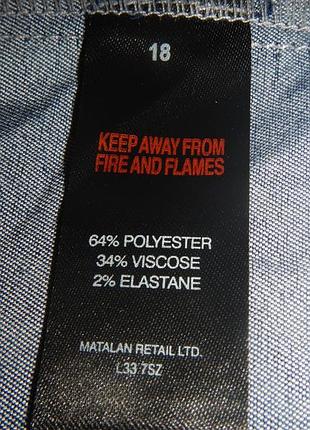 18
KEEP AWAY FROM
FIRE AND FLAMES
64% POLYESTER
34% VISCOSE
2% ELASTANE
MATALAN RETAIL LTD.
L33 7SZ